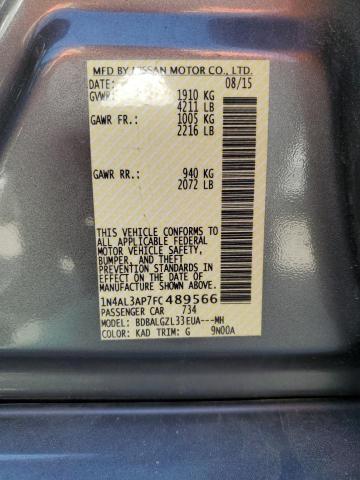 MFD BY NISSAN MOTOR CO., LTD.
DATE: 08/15
GVWR 1910 KG
4211 LB
GAWR FR.: 1005 KG
2216 LB
GAWR RR.: 940 KG
2072 LB
THIS VEHICLE CONFORMS TO
ALL APPLICABLE FEDERAL
MOTOR VEHICLE SAFETY,
BUMPER, AND THEFT
PREVENTION STANDARDS IN
EFFECT ON THE DATE OF
MANUFACTURE SHOWN ABOVE.
1N4AL3AP7FC489566
PASSENGER CAR 734
MODEL: BDBALGZL33EUA---MH
COLOR: KAD TRIM: G 9N00A